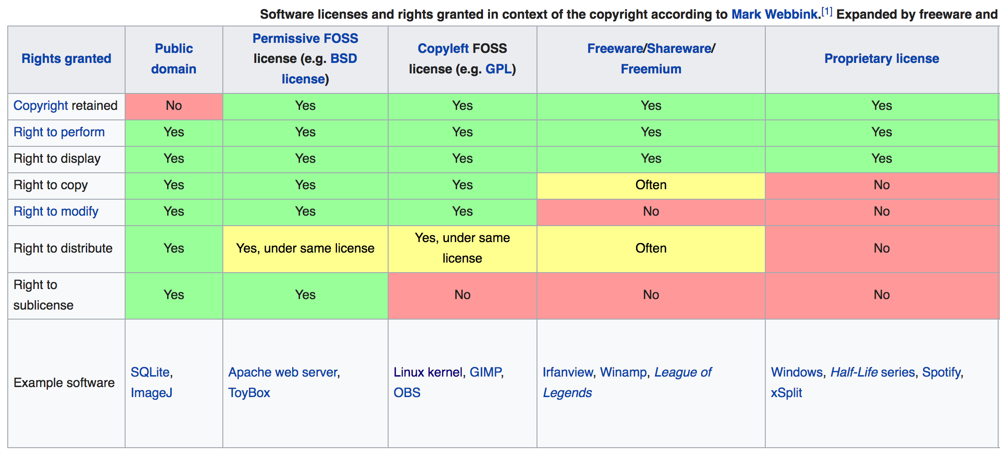 Software licenses and rights granted in context of the copyright according to Mark Webbink.[1] Expanded by freeware and
Rights granted
Public
domain
Permissive FOSS
license (e.g. BSD
license)
Copyleft FOSS
license (e.g. GPL)
Freeware/Shareware/
Freemium
Proprietary license
Copyright retained
No
Yes
Yes
Yes
Yes
Right to perform
Yes
Yes
Yes
Yes
Yes
Right to display
Yes
Yes
Yes
Yes
Yes
Right to copy
Yes
Yes
Yes
Often
No
Right to modify
Yes
Yes
Yes
No
No
Right to distribute
Yes
Yes, under same license
Yes, under same
license
Often
No
Right to
sublicense
Yes
Yes
No
No
No
Example software
SQLite,
ImageJ
Apache web server,
ToyBox
Linux kernel, GIMP,
OBS
Irfanview, Winamp, League of
Legends
Windows, Half-Life series, Spotify,
xSplit